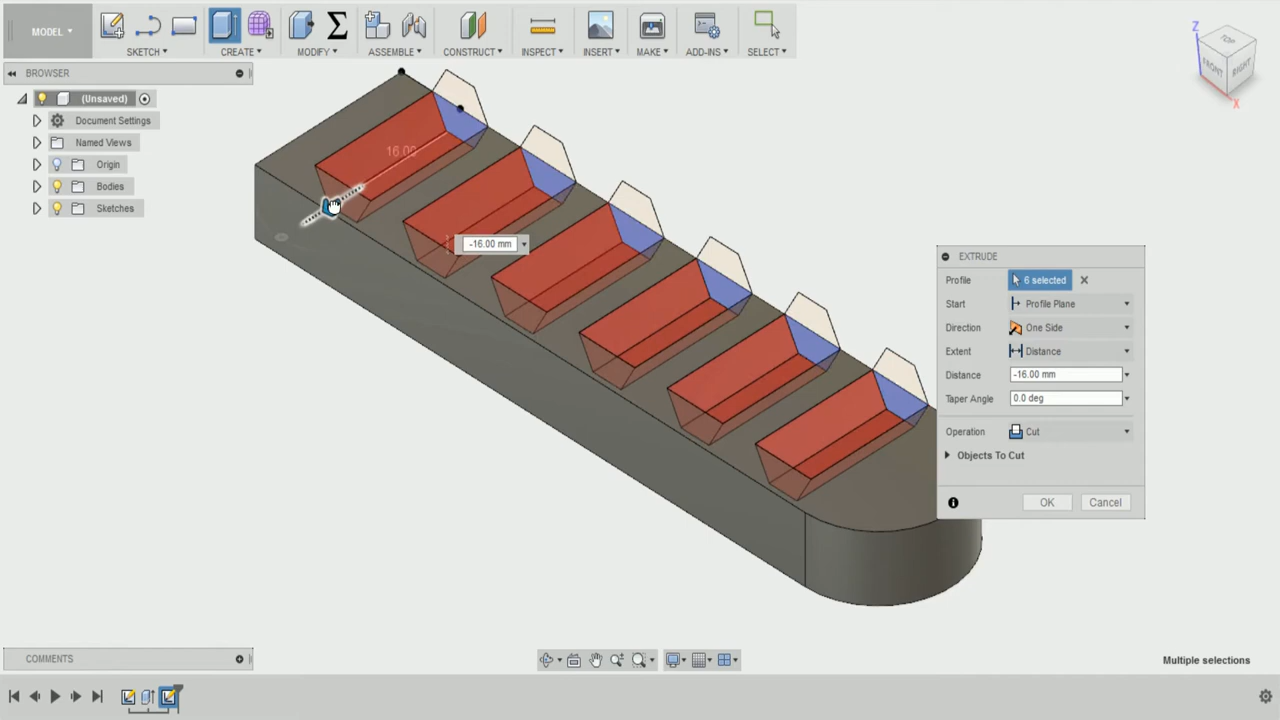 MODEL
SKETCH
CREATE
MODIFY
ASSEMBLE
CONSTRUCT
INSPECT
INSERT
MAKE
ADD-INS
SELECT
BROWSER
(Unsaved)
Document Settings
Named Views
Origin
Bodies
Sketches
Z
TOP
FRONT
RIGHT
X
16.00
-16.00 mm
EXTRUDE
Profile 6 selected
Start Profile Plane
Direction One Side
Extent Distance
Distance -16.00 mm
Taper Angle 0.0 deg
Operation Cut
Objects To Cut
OK Cancel
COMMENTS
Multiple selections